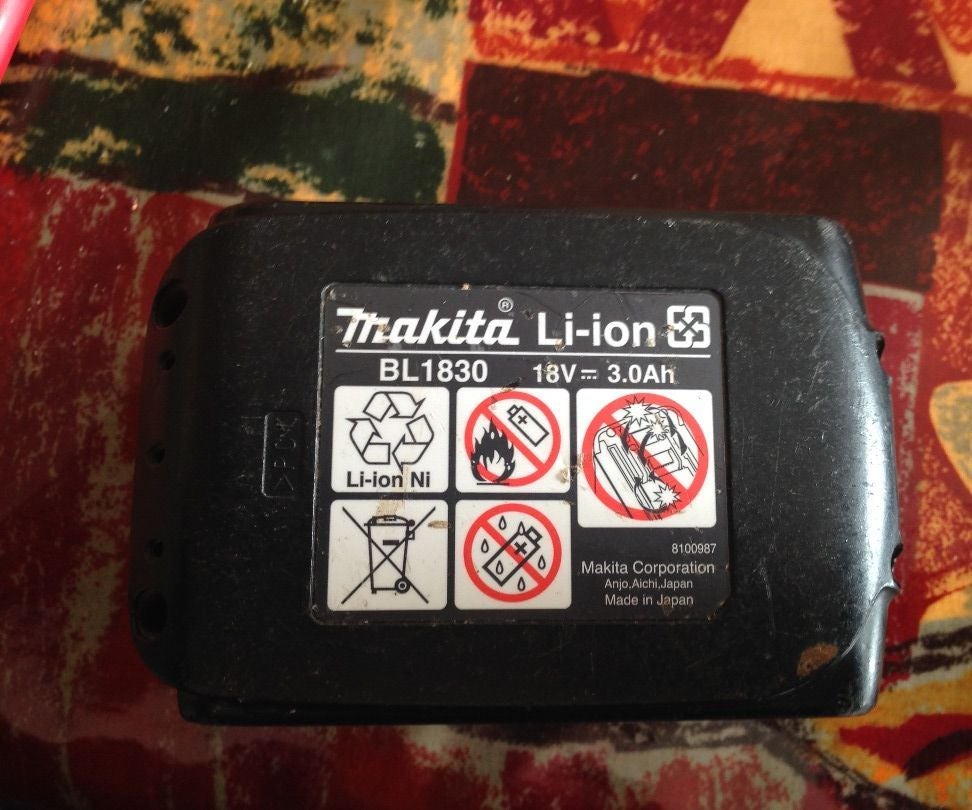 Makita® Li-ion
BL1830 18V⎓ 3.0Ah
Li-ion Ni
8100987
Makita Corporation
Anjo,Aichi,Japan
Made in Japan